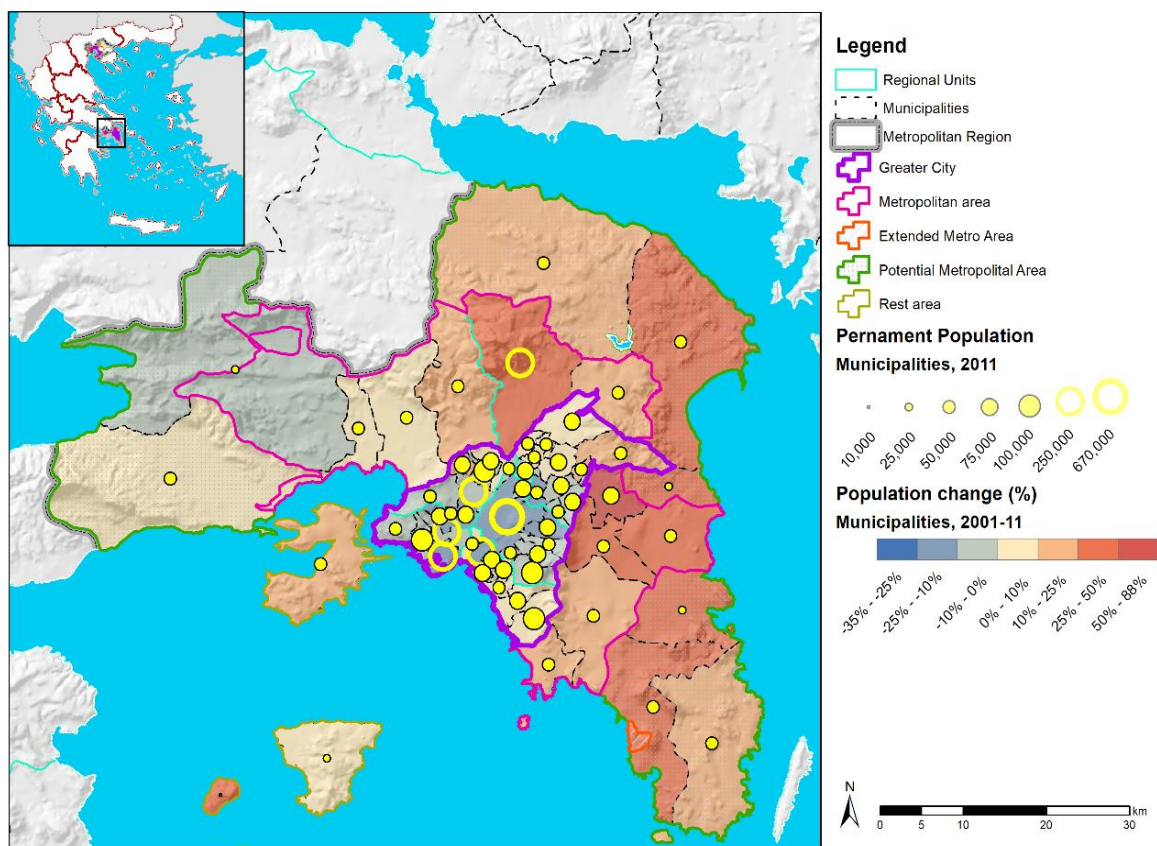 Legend
Regional Units
Municipalities
Metropolitan Region
Greater City
Metropolitan area
Extended Metro Area
Potential Metropolital Area
Rest area
Pernament Population
Municipalities, 2011
10,000 25,000 50,000 75,000 100,000 250,000 670,000
Population change (%)
Municipalities, 2001-11
-35% - -25% -25% - -10% -10% - 0% 0% - 10% 10% - 25% 25% - 50% 50% - 88%
N
km
0 5 10 20 30